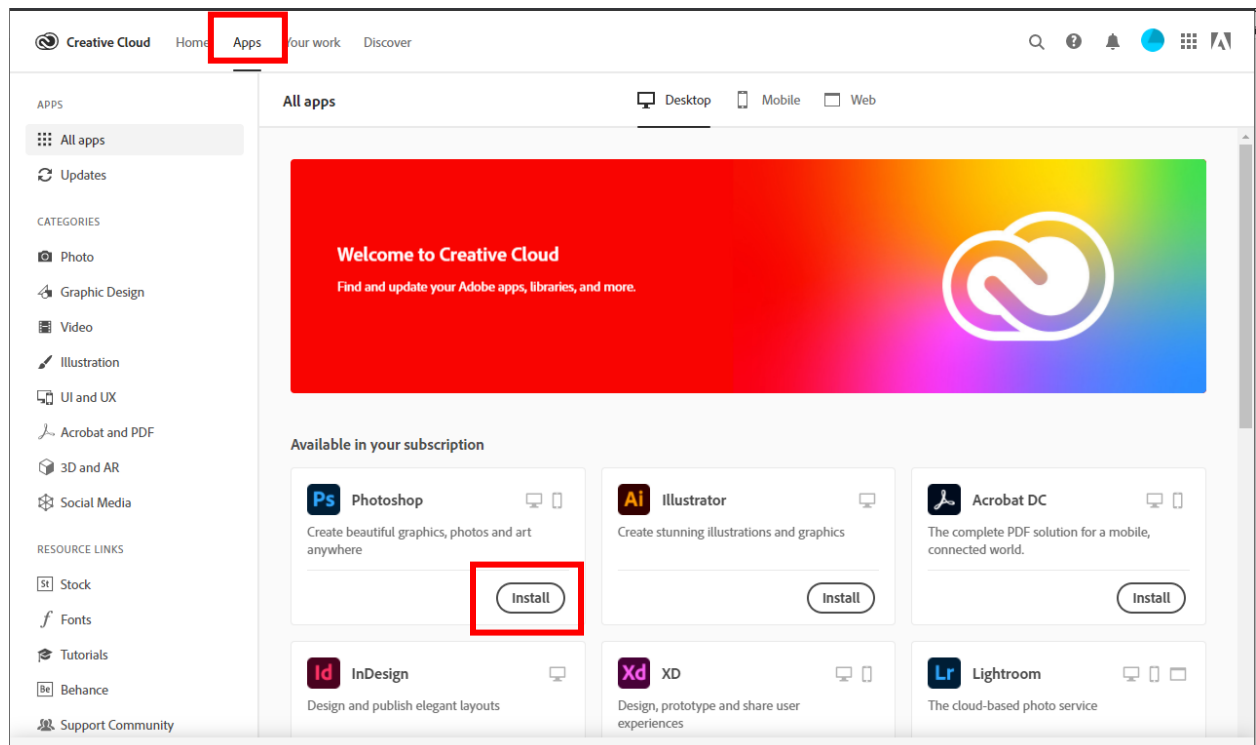 Creative Cloud Home Apps Your work Discover
APPS
All apps
Updates
CATEGORIES
Photo
Graphic Design
Video
Illustration
UI and UX
Acrobat and PDF
3D and AR
Social Media
RESOURCE LINKS
St Stock
Fonts
Tutorials
Be Behance
Support Community
All apps
Desktop Mobile Web
Welcome to Creative Cloud
Find and update your Adobe apps, libraries, and more.
Available in your subscription
Ps Photoshop
Create beautiful graphics, photos and art
anywhere
Install
Ai Illustrator
Create stunning illustrations and graphics
Install
Acrobat DC
The complete PDF solution for a mobile,
connected world.
Install
Id InDesign
Design and publish elegant layouts
Xd XD
Design, prototype and share user
experiences
Lr Lightroom
The cloud-based photo service